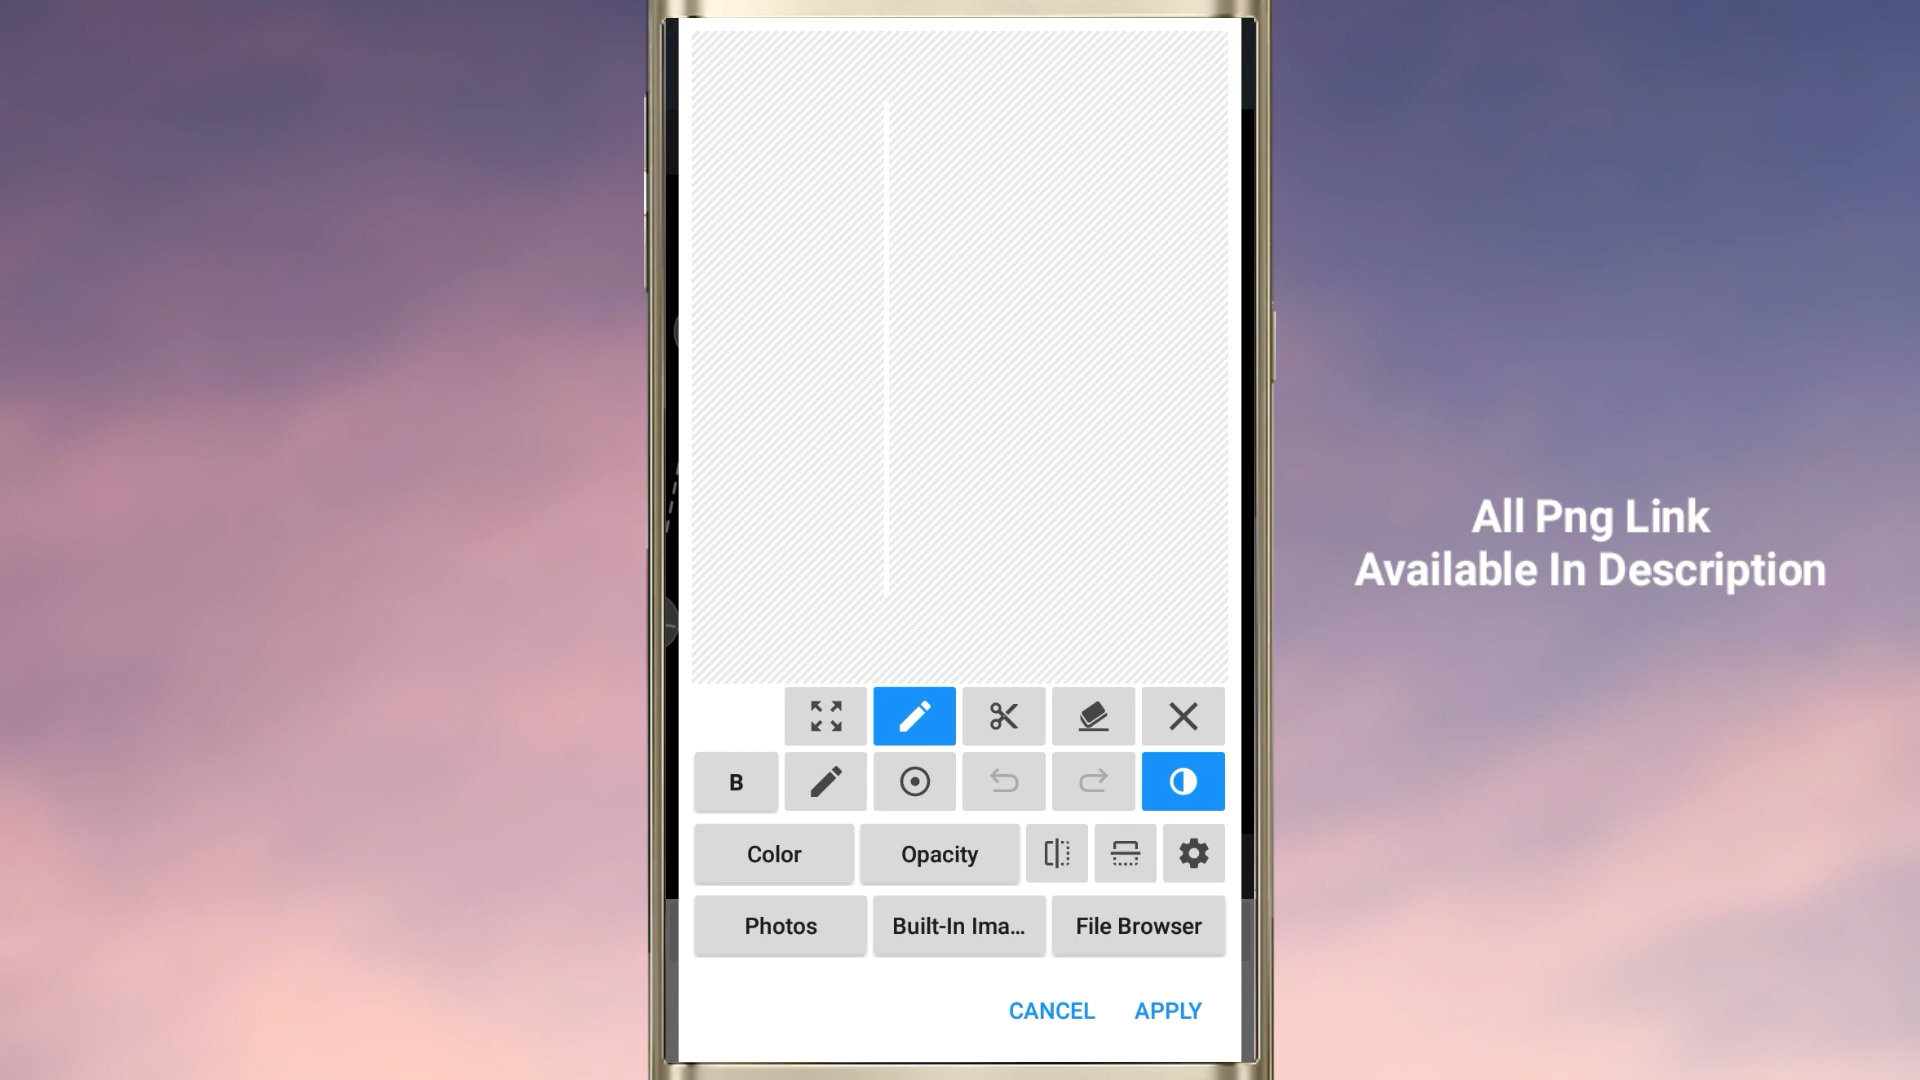 All Png Link
Available In Description
B
Color
Opacity
Photos
Built-In Ima...
File Browser
CANCEL
APPLY